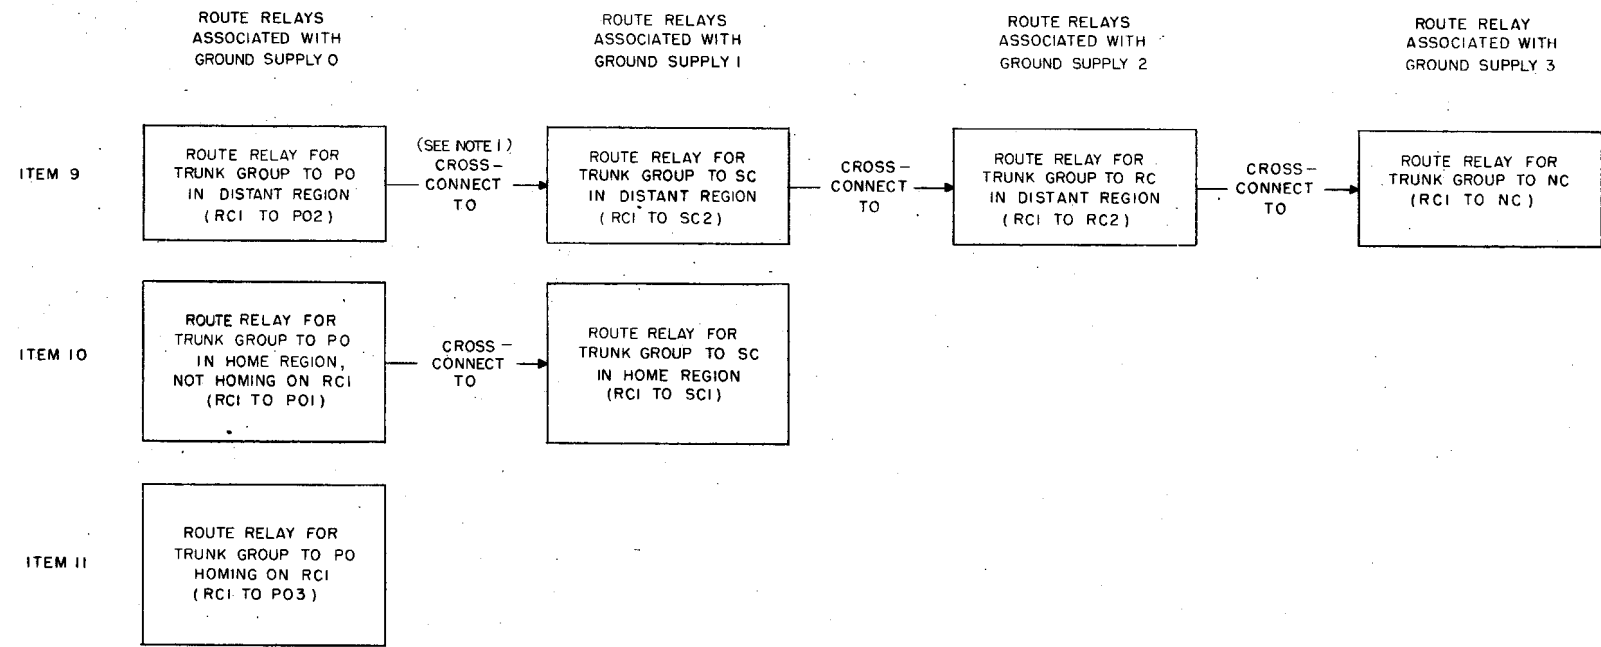 ROUTE RELAYS
ASSOCIATED WITH
GROUND SUPPLY 0
ROUTE RELAYS
ASSOCIATED WITH
GROUND SUPPLY 1
ROUTE RELAYS
ASSOCIATED WITH
GROUND SUPPLY 2
ROUTE RELAY
ASSOCIATED WITH
GROUND SUPPLY 3
ITEM 9
ROUTE RELAY FOR
TRUNK GROUP TO PO
IN DISTANT REGION
(RC1 TO PO2)
(SEE NOTE 1)
CROSS-
CONNECT
TO
ROUTE RELAY FOR
TRUNK GROUP TO SC
IN DISTANT REGION
(RC1 TO SC2)
CROSS-
CONNECT
TO
ROUTE RELAY FOR
TRUNK GROUP TO RC
IN DISTANT REGION
(RC1 TO RC2)
CROSS-
CONNECT
TO
ROUTE RELAY FOR
TRUNK GROUP TO NC
(RC1 TO NC)
ITEM 10
ROUTE RELAY FOR
TRUNK GROUP TO PO
IN HOME REGION,
NOT HOMING ON RC1
(RC1 TO PO1)
CROSS-
CONNECT
TO
ROUTE RELAY FOR
TRUNK GROUP TO SC
IN HOME REGION
(RC1 TO SC1)
ITEM 11
ROUTE RELAY FOR
TRUNK GROUP TO PO
HOMING ON RC1
(RC1 TO PO3)